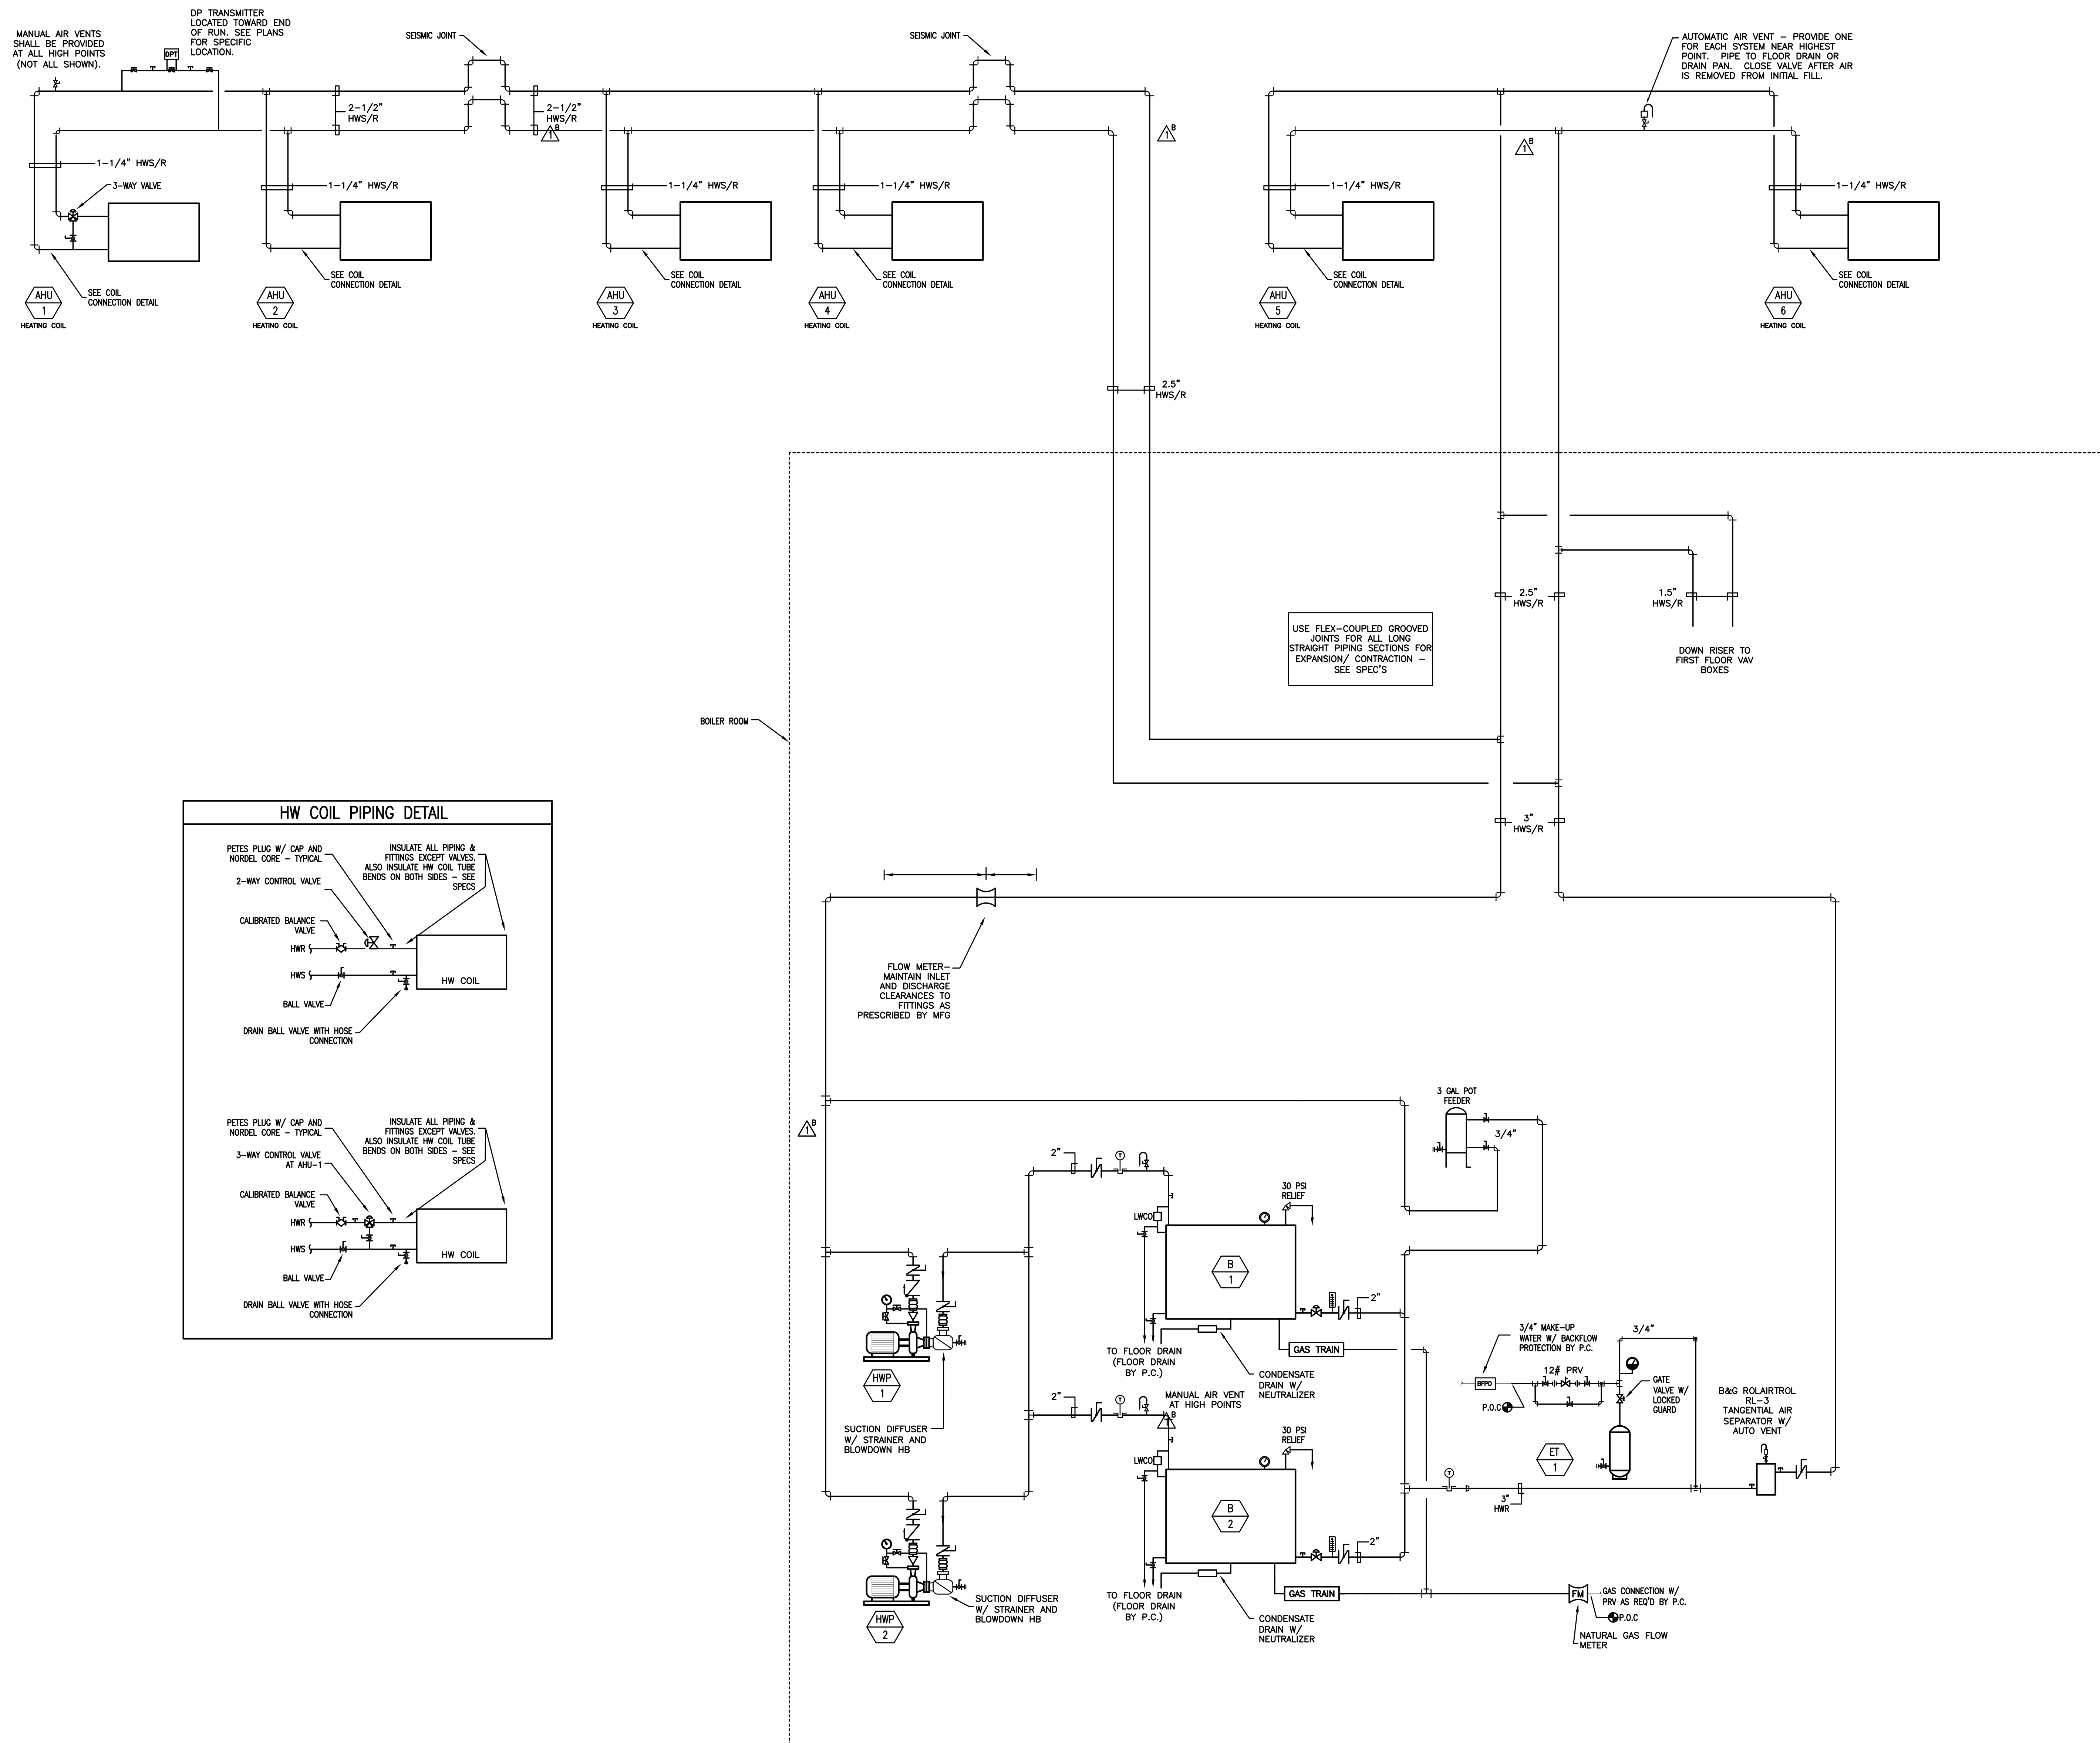 MANUAL AIR VENTS
SHALL BE PROVIDED
AT ALL HIGH POINTS
(NOT ALL SHOWN).
DP TRANSMITTER
LOCATED TOWARD END
OF RUN. SEE PLANS
FOR SPECIFIC
LOCATION.
DPT
SEISMIC JOINT
SEISMIC JOINT
AUTOMATIC AIR VENT – PROVIDE ONE
FOR EACH SYSTEM NEAR HIGHEST
POINT. PIPE TO FLOOR DRAIN OR
DRAIN PAN. CLOSE VALVE AFTER AIR
IS REMOVED FROM INITIAL FILL.
2-1/2"
HWS/R
2-1/2"
HWS/R
1 B
1 B
1 B
1-1/4" HWS/R
3-WAY VALVE
1-1/4" HWS/R
1-1/4" HWS/R
1-1/4" HWS/R
1-1/4" HWS/R
1-1/4" HWS/R
SEE COIL
CONNECTION DETAIL
AHU
1
HEATING COIL
SEE COIL
CONNECTION DETAIL
AHU
2
HEATING COIL
SEE COIL
CONNECTION DETAIL
AHU
3
HEATING COIL
SEE COIL
CONNECTION DETAIL
AHU
4
HEATING COIL
SEE COIL
CONNECTION DETAIL
AHU
5
HEATING COIL
SEE COIL
CONNECTION DETAIL
AHU
6
HEATING COIL
2.5"
HWS/R
2.5"
HWS/R
1.5"
HWS/R
USE FLEX-COUPLED GROOVED
JOINTS FOR ALL LONG
STRAIGHT PIPING SECTIONS FOR
EXPANSION/ CONTRACTION –
SEE SPEC'S
DOWN RISER TO
FIRST FLOOR VAV
BOXES
BOILER ROOM
3"
HWS/R
HW COIL PIPING DETAIL
PETES PLUG W/ CAP AND
NORDEL CORE – TYPICAL
2-WAY CONTROL VALVE
CALIBRATED BALANCE
VALVE
INSULATE ALL PIPING &
FITTINGS EXCEPT VALVES.
ALSO INSULATE HW COIL TUBE
BENDS ON BOTH SIDES – SEE
SPECS
HWR
HWS
HW COIL
BALL VALVE
DRAIN BALL VALVE WITH HOSE
CONNECTION
PETES PLUG W/ CAP AND
NORDEL CORE – TYPICAL
3-WAY CONTROL VALVE
AT AHU-1
CALIBRATED BALANCE
VALVE
INSULATE ALL PIPING &
FITTINGS EXCEPT VALVES.
ALSO INSULATE HW COIL TUBE
BENDS ON BOTH SIDES – SEE
SPECS
HWR
HWS
HW COIL
BALL VALVE
DRAIN BALL VALVE WITH HOSE
CONNECTION
FLOW METER–
MAINTAIN INLET
AND DISCHARGE
CLEARANCES TO
FITTINGS AS
PRESCRIBED BY MFG
1 B
3 GAL POT
FEEDER
3/4"
2"
T
LWCO
30 PSI
RELIEF
B
1
2"
HWP
1
SUCTION DIFFUSER
W/ STRAINER AND
BLOWDOWN HB
TO FLOOR DRAIN
(FLOOR DRAIN
BY P.C.)
CONDENSATE
DRAIN W/
NEUTRALIZER
GAS TRAIN
2"
T
MANUAL AIR VENT
AT HIGH POINTS
1 B
LWCO
30 PSI
RELIEF
B
2
2"
3/4" MAKE-UP
WATER W/ BACKFLOW
PROTECTION BY P.C.
3/4"
12# PRV
BFPD
P.O.C
GATE
VALVE W/
LOCKED
GUARD
B&G ROLAIRTROL
RL-3
TANGENTIAL AIR
SEPARATOR W/
AUTO VENT
ET
1
T
3"
HWR
HWP
2
SUCTION DIFFUSER
W/ STRAINER AND
BLOWDOWN HB
TO FLOOR DRAIN
(FLOOR DRAIN
BY P.C.)
CONDENSATE
DRAIN W/
NEUTRALIZER
GAS TRAIN
FM
GAS CONNECTION W/
PRV AS REQ'D BY P.C.
P.O.C
NATURAL GAS FLOW
METER